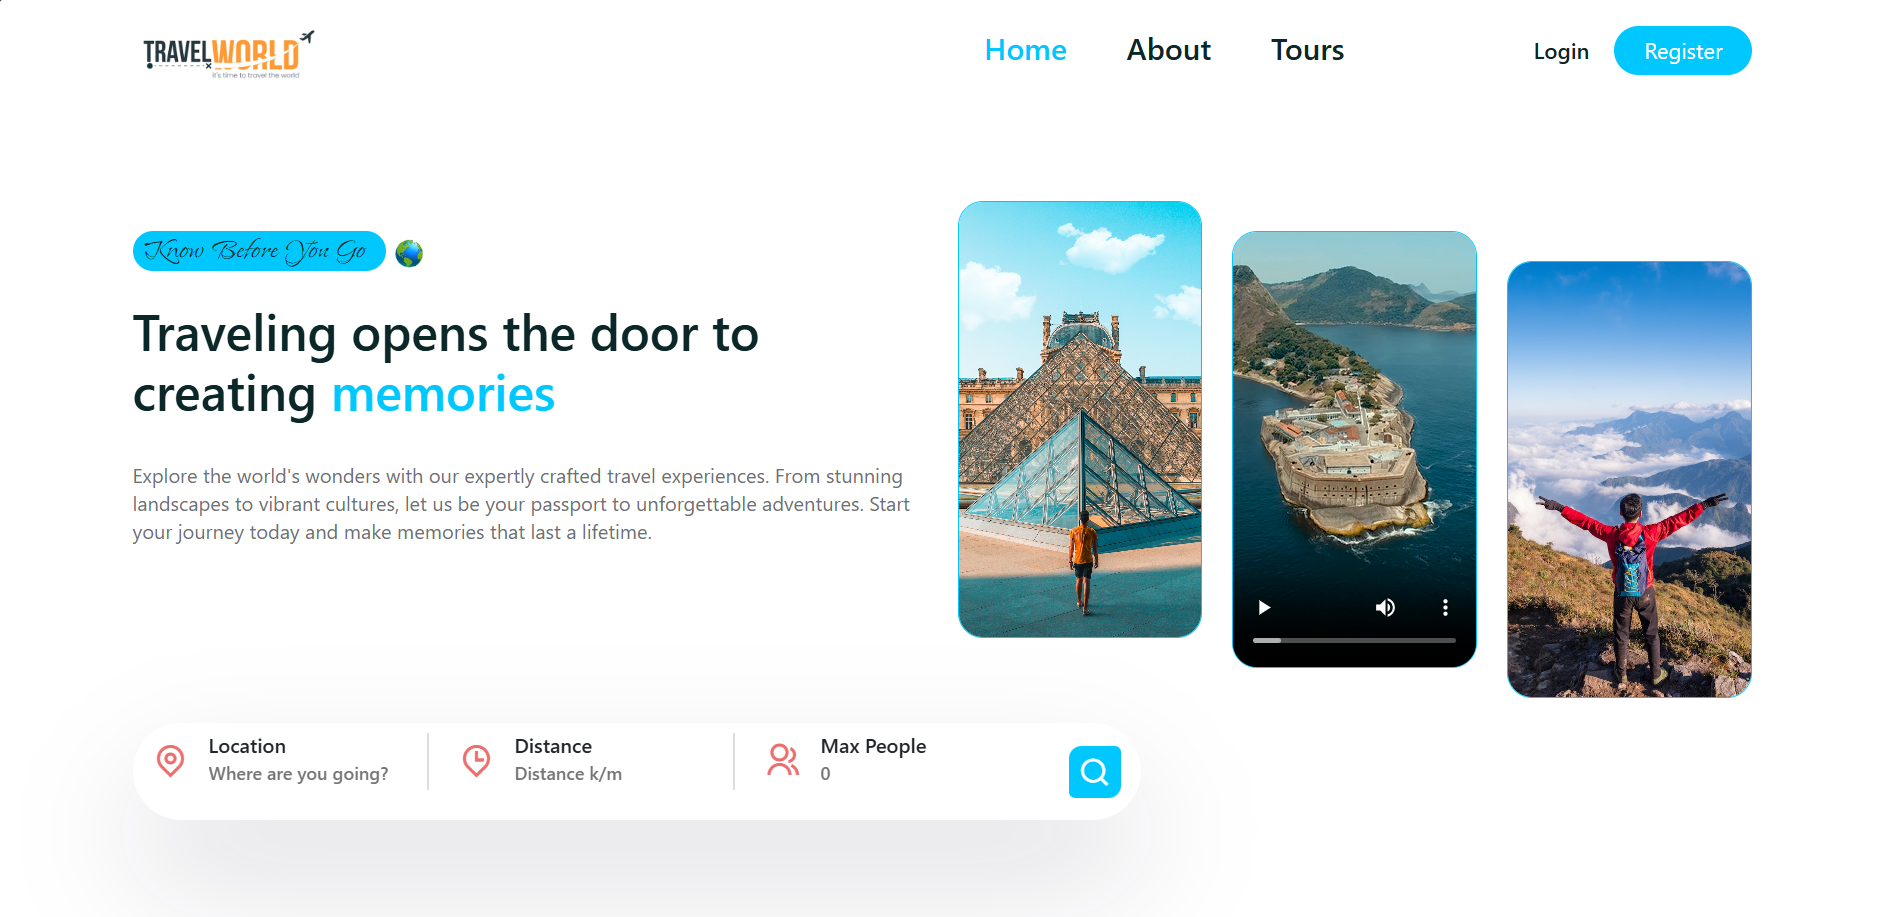 TRAVELWORLD
it's time to travel the world
Home About Tours
Login Register
Know Before You Go
Traveling opens the door to
creating memories
Explore the world's wonders with our expertly crafted travel experiences. From stunning
landscapes to vibrant cultures, let us be your passport to unforgettable adventures. Start
your journey today and make memories that last a lifetime.
Location
Where are you going?
Distance
Distance k/m
Max People
0